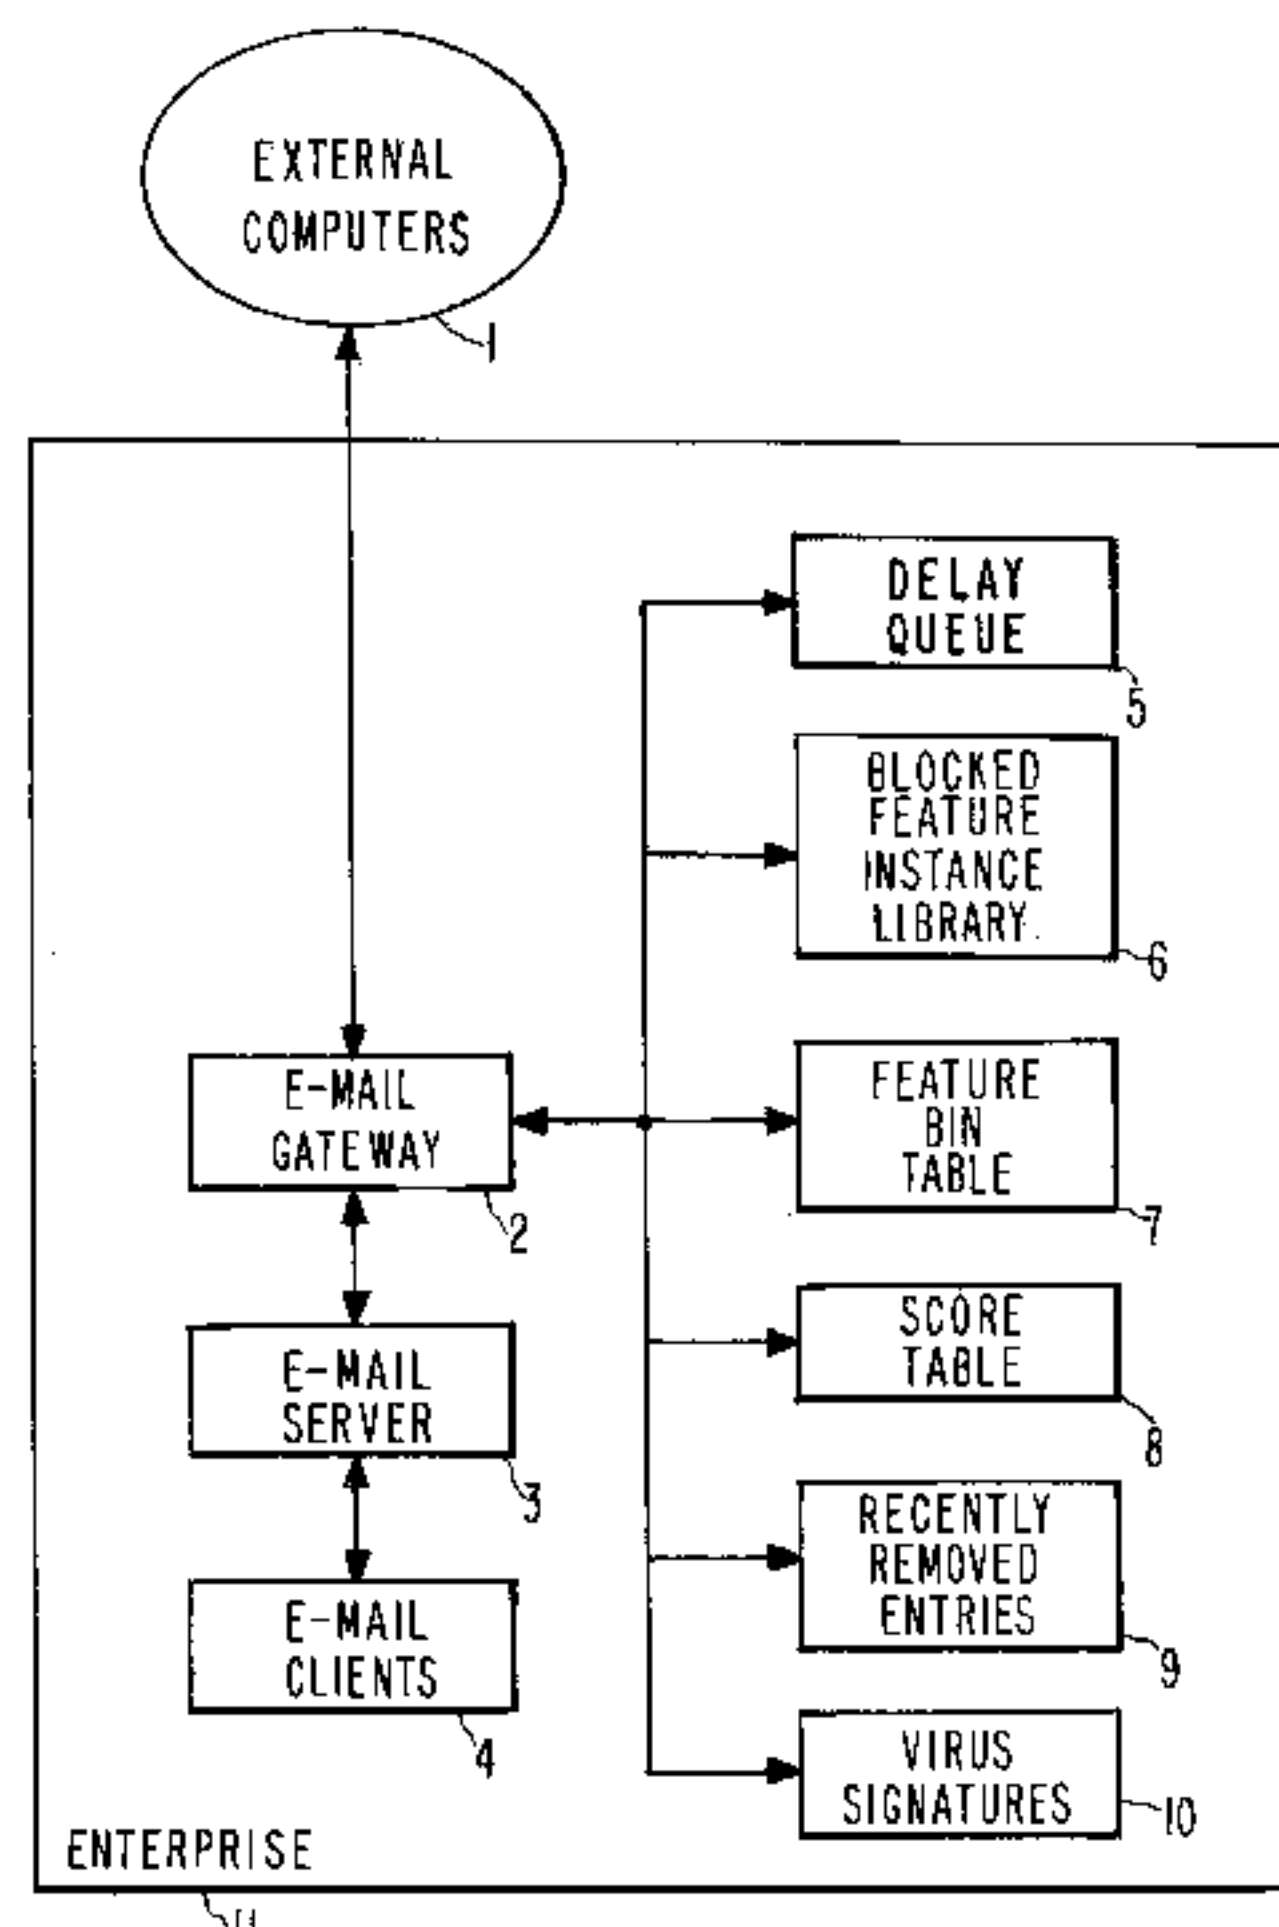 EXTERNAL
COMPUTERS
1
DELAY
QUEUE
5
BLOCKED
FEATURE
INSTANCE
LIBRARY
6
E-MAIL
GATEWAY
2
FEATURE
BIN
TABLE
7
E-MAIL
SERVER
3
SCORE
TABLE
8
E-MAIL
CLIENTS
4
RECENTLY
REMOVED
ENTRIES
9
VIRUS
SIGNATURES
10
ENTERPRISE